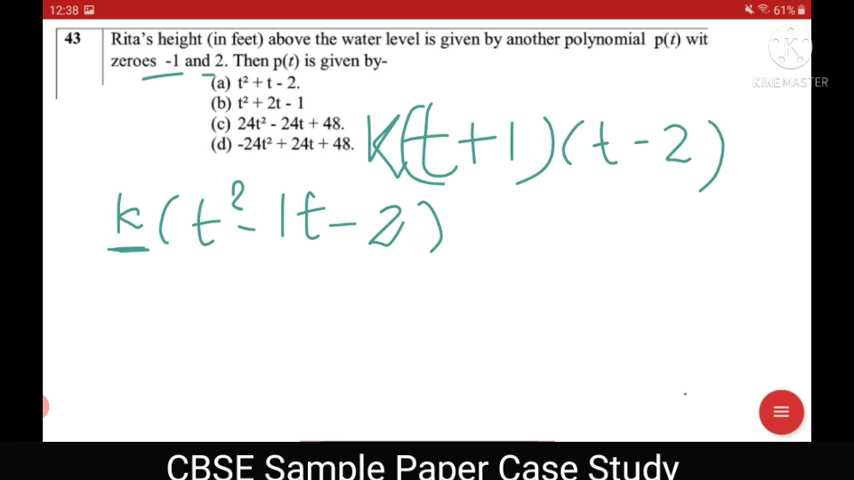 12:38 61%
43 Rita's height (in feet) above the water level is given by another polynomial p(t) wit
zeroes -1 and 2. Then p(t) is given by-
KINEMASTER
(a) t² + t - 2.
(b) t² + 2t - 1
(c) 24t² - 24t + 48.
(d) -24t² + 24t + 48.
K(t+1)(t-2)
k(t²-1t-2)
CBSE Sample Paper Case Study